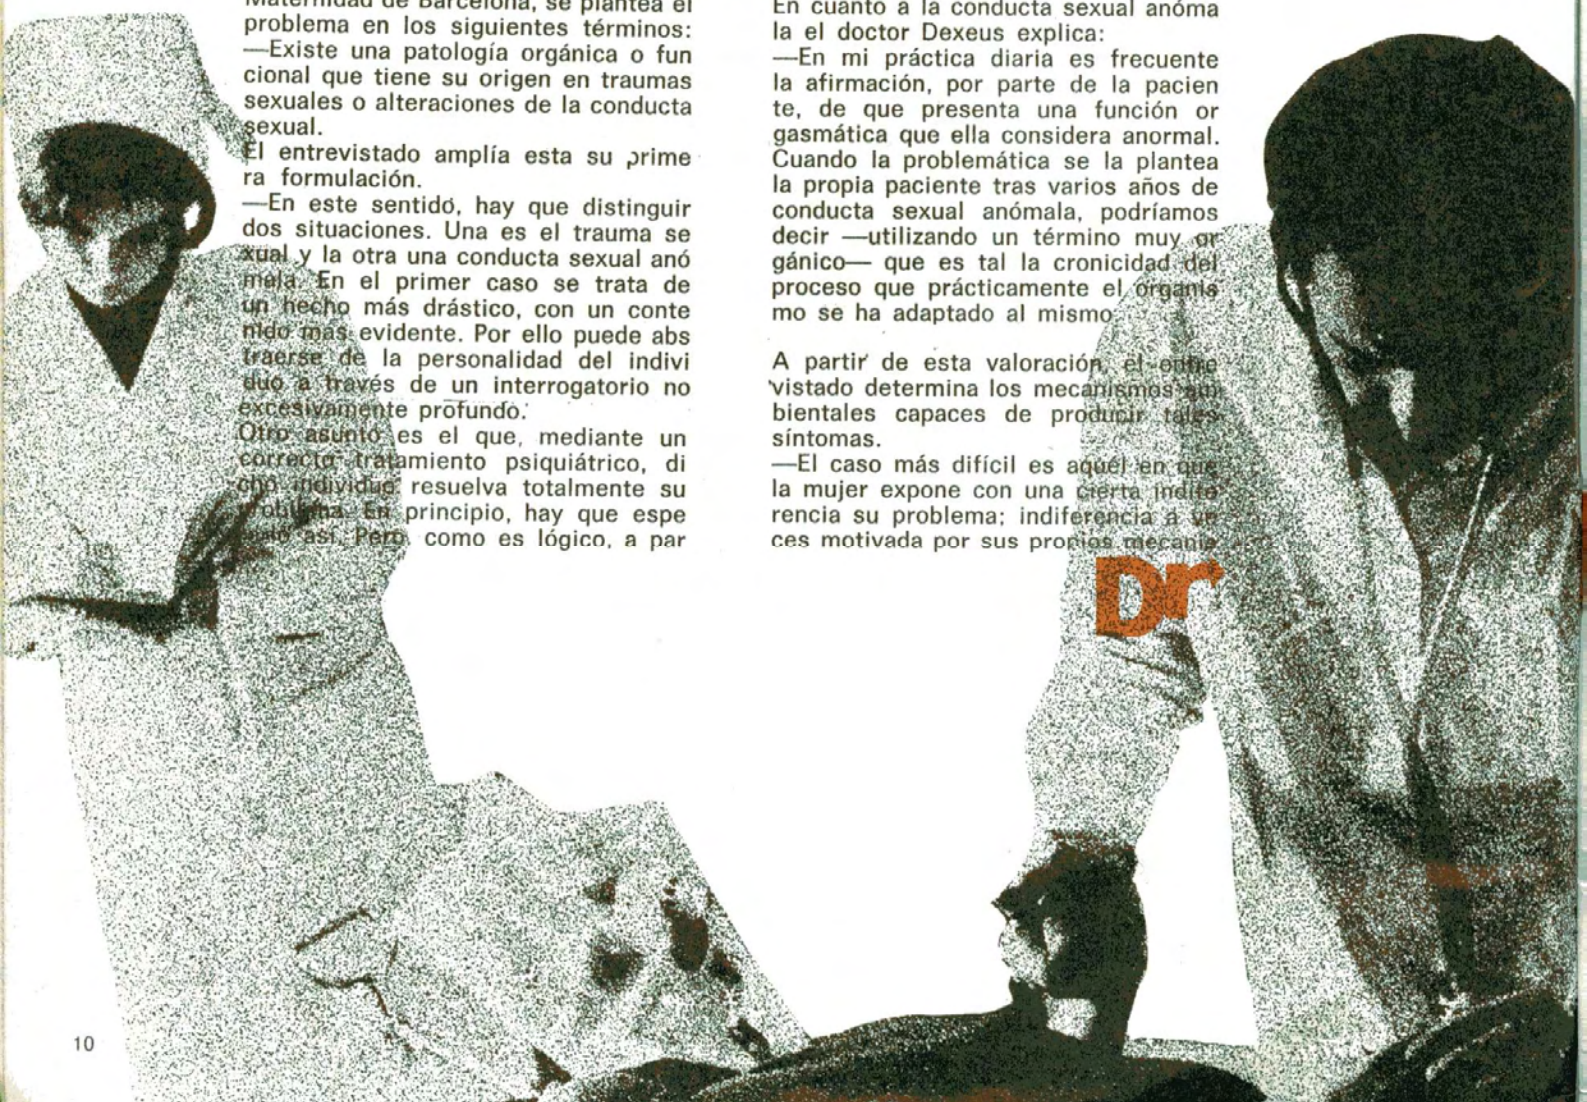 Maternidad de Barcelona, se plantea el
problema en los siguientes términos:
—Existe una patología orgánica o fun
cional que tiene su origen en traumas
sexuales o alteraciones de la conducta
sexual.
El entrevistado amplía esta su prime
ra formulación.
—En este sentido, hay que distinguir
dos situaciones. Una es el trauma se
xual y la otra una conducta sexual anó
mala. En el primer caso se trata de
un hecho más drástico, con un conte
nido más evidente. Por ello puede abs
traerse de la personalidad del indivi
duo a través de un interrogatorio no
excesivamente profundo.
Otro asunto es el que, mediante un
correcto tratamiento psiquiátrico, di
cho individuo resuelva totalmente su
problema. En principio, hay que espe
así. Pero, como es lógico, a par
En cuanto a la conducta sexual anóma
la el doctor Dexeus explica:
—En mi práctica diaria es frecuente
la afirmación, por parte de la pacien
te, de que presenta una función or
gasmática que ella considera anormal.
Cuando la problemática se la plantea
la propia paciente tras varios años de
conducta sexual anómala, podríamos
decir —utilizando un término muy or
gánico— que es tal la cronicidad del
proceso que prácticamente el organis
mo se ha adaptado al mismo.
A partir de esta valoración, el entre
vistado determina los mecanismos am
bientales capaces de producir tales
síntomas.
—El caso más difícil es aquél en que
la mujer expone con una cierta indife
rencia su problema; indiferencia a ve
ces motivada por sus propios mecanis
Dr
10